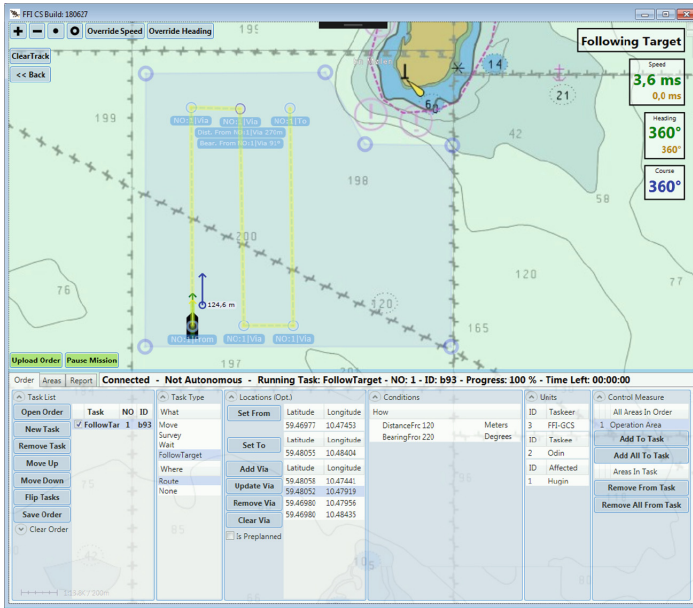 FFI CS Build: 180627
Override Speed Override Heading
ClearTrack
<< Back
Following Target
Speed
3,6 ms
0,0 ms
Heading
360°
360°
Course
360°
199
199
14
21
60
42
198
58
200
120
120
77
76
165
197
NO:1|Via NO:1|Via NO:1|To
Dist. From NO:1|Via 270m
Bear. From NO:1|Via 91°
124,6 m
NO:1|From NO:1|Via NO:1|Via
Upload Order Pause Mission
Order Areas Report Connected - Not Autonomous - Running Task: FollowTarget - NO: 1 - ID: b93 - Progress: 100 % - Time Left: 00:00:00
Task List
Open Order
New Task
Remove Task
Move Up
Move Down
Flip Tasks
Save Order
Clear Order
Task NO ID
FollowTar 1 b93
Task Type
What
Move
Survey
Wait
FollowTarget
Where
Route
None
Locations (Opt.)
Set From
Latitude Longitude
59.46977 10.47453
Set To
Latitude Longitude
59.48055 10.48404
Add Via
Update Via
Remove Via
Clear Via
Latitude Longitude
59.48058 10.47441
59.48052 10.47919
59.46980 10.47956
59.46980 10.48435
Is Preplanned
Conditions
How
DistanceFrc 120 Meters
BearingFror 220 Degrees
Units
ID Taskeer
3 FFI-GCS
ID Taskee
2 Odin
ID Affected
1 Hugin
Control Measure
All Areas In Order
1 Operation Area
Add To Task
Add All To Task
Areas In Task
Remove From Task
Remove All From Task